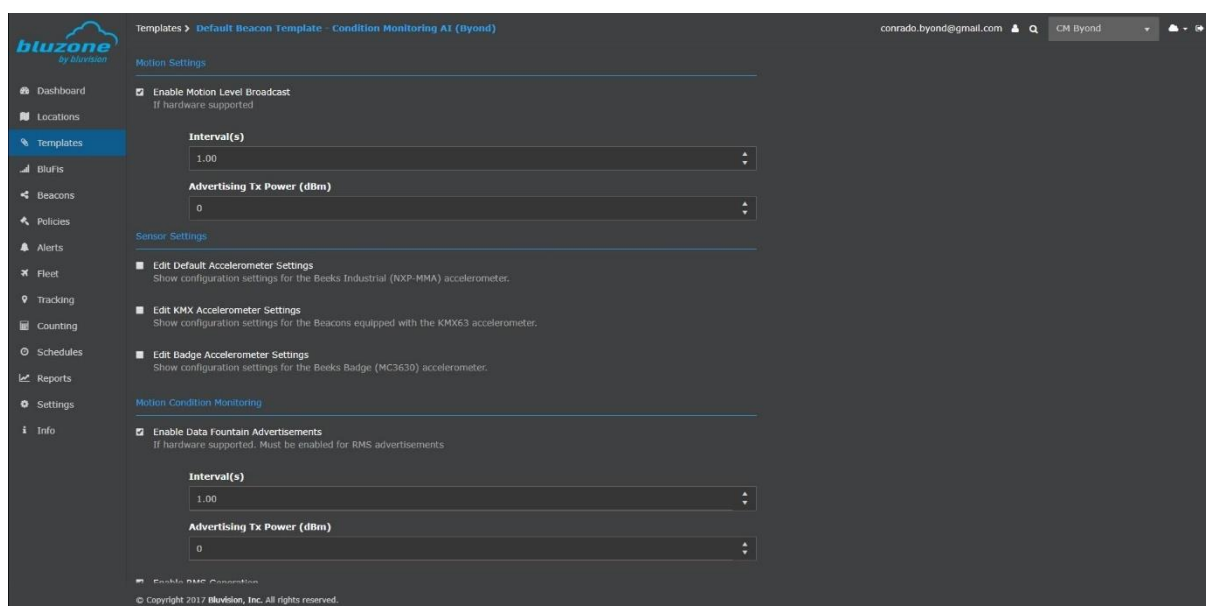 bluzone
by bluvision
Templates > Default Beacon Template - Condition Monitoring AI (Byond)
conrado.byond@gmail.com
CM Byond
Dashboard
Locations
Templates
BluFis
Beacons
Policies
Alerts
Fleet
Tracking
Counting
Schedules
Reports
Settings
Info
Motion Settings
Enable Motion Level Broadcast
If hardware supported
Interval(s)
1.00
Advertising Tx Power (dBm)
0
Sensor Settings
Edit Default Accelerometer Settings
Show configuration settings for the Beeks Industrial (NXP-MMA) accelerometer.
Edit KMX Accelerometer Settings
Show configuration settings for the Beacons equipped with the KMX63 accelerometer.
Edit Badge Accelerometer Settings
Show configuration settings for the Beeks Badge (MC3630) accelerometer.
Motion Condition Monitoring
Enable Data Fountain Advertisements
If hardware supported. Must be enabled for RMS advertisements
Interval(s)
1.00
Advertising Tx Power (dBm)
0
Enable RMS Generation
© Copyright 2017 Bluvision, Inc. All rights reserved.